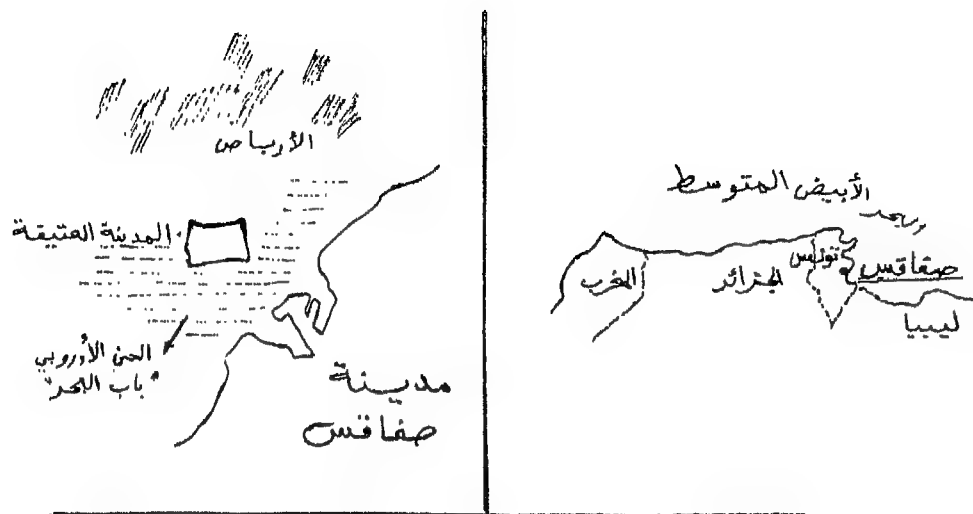 الأرباض
المدينة العتيقة
الحي الأوروبي
"باب البحر"
مدينة
صفاقس
الأبيض المتوسط
المغرب
الجزائر
تونس
صفاقس
ليبيا